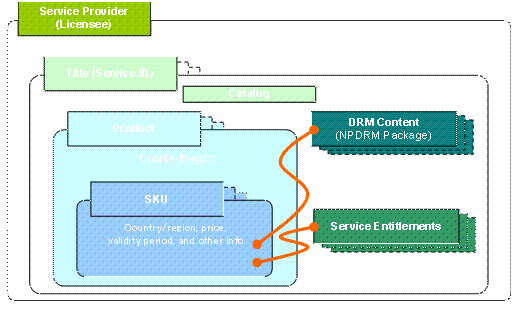 Service Provider
(Licensee)
Title (Service ID)
Catalog
Product
Country/Region
DRM Content
(NPDRM Package)
SKU
Country/region, price,
validity period, and other info
Service Entitlements